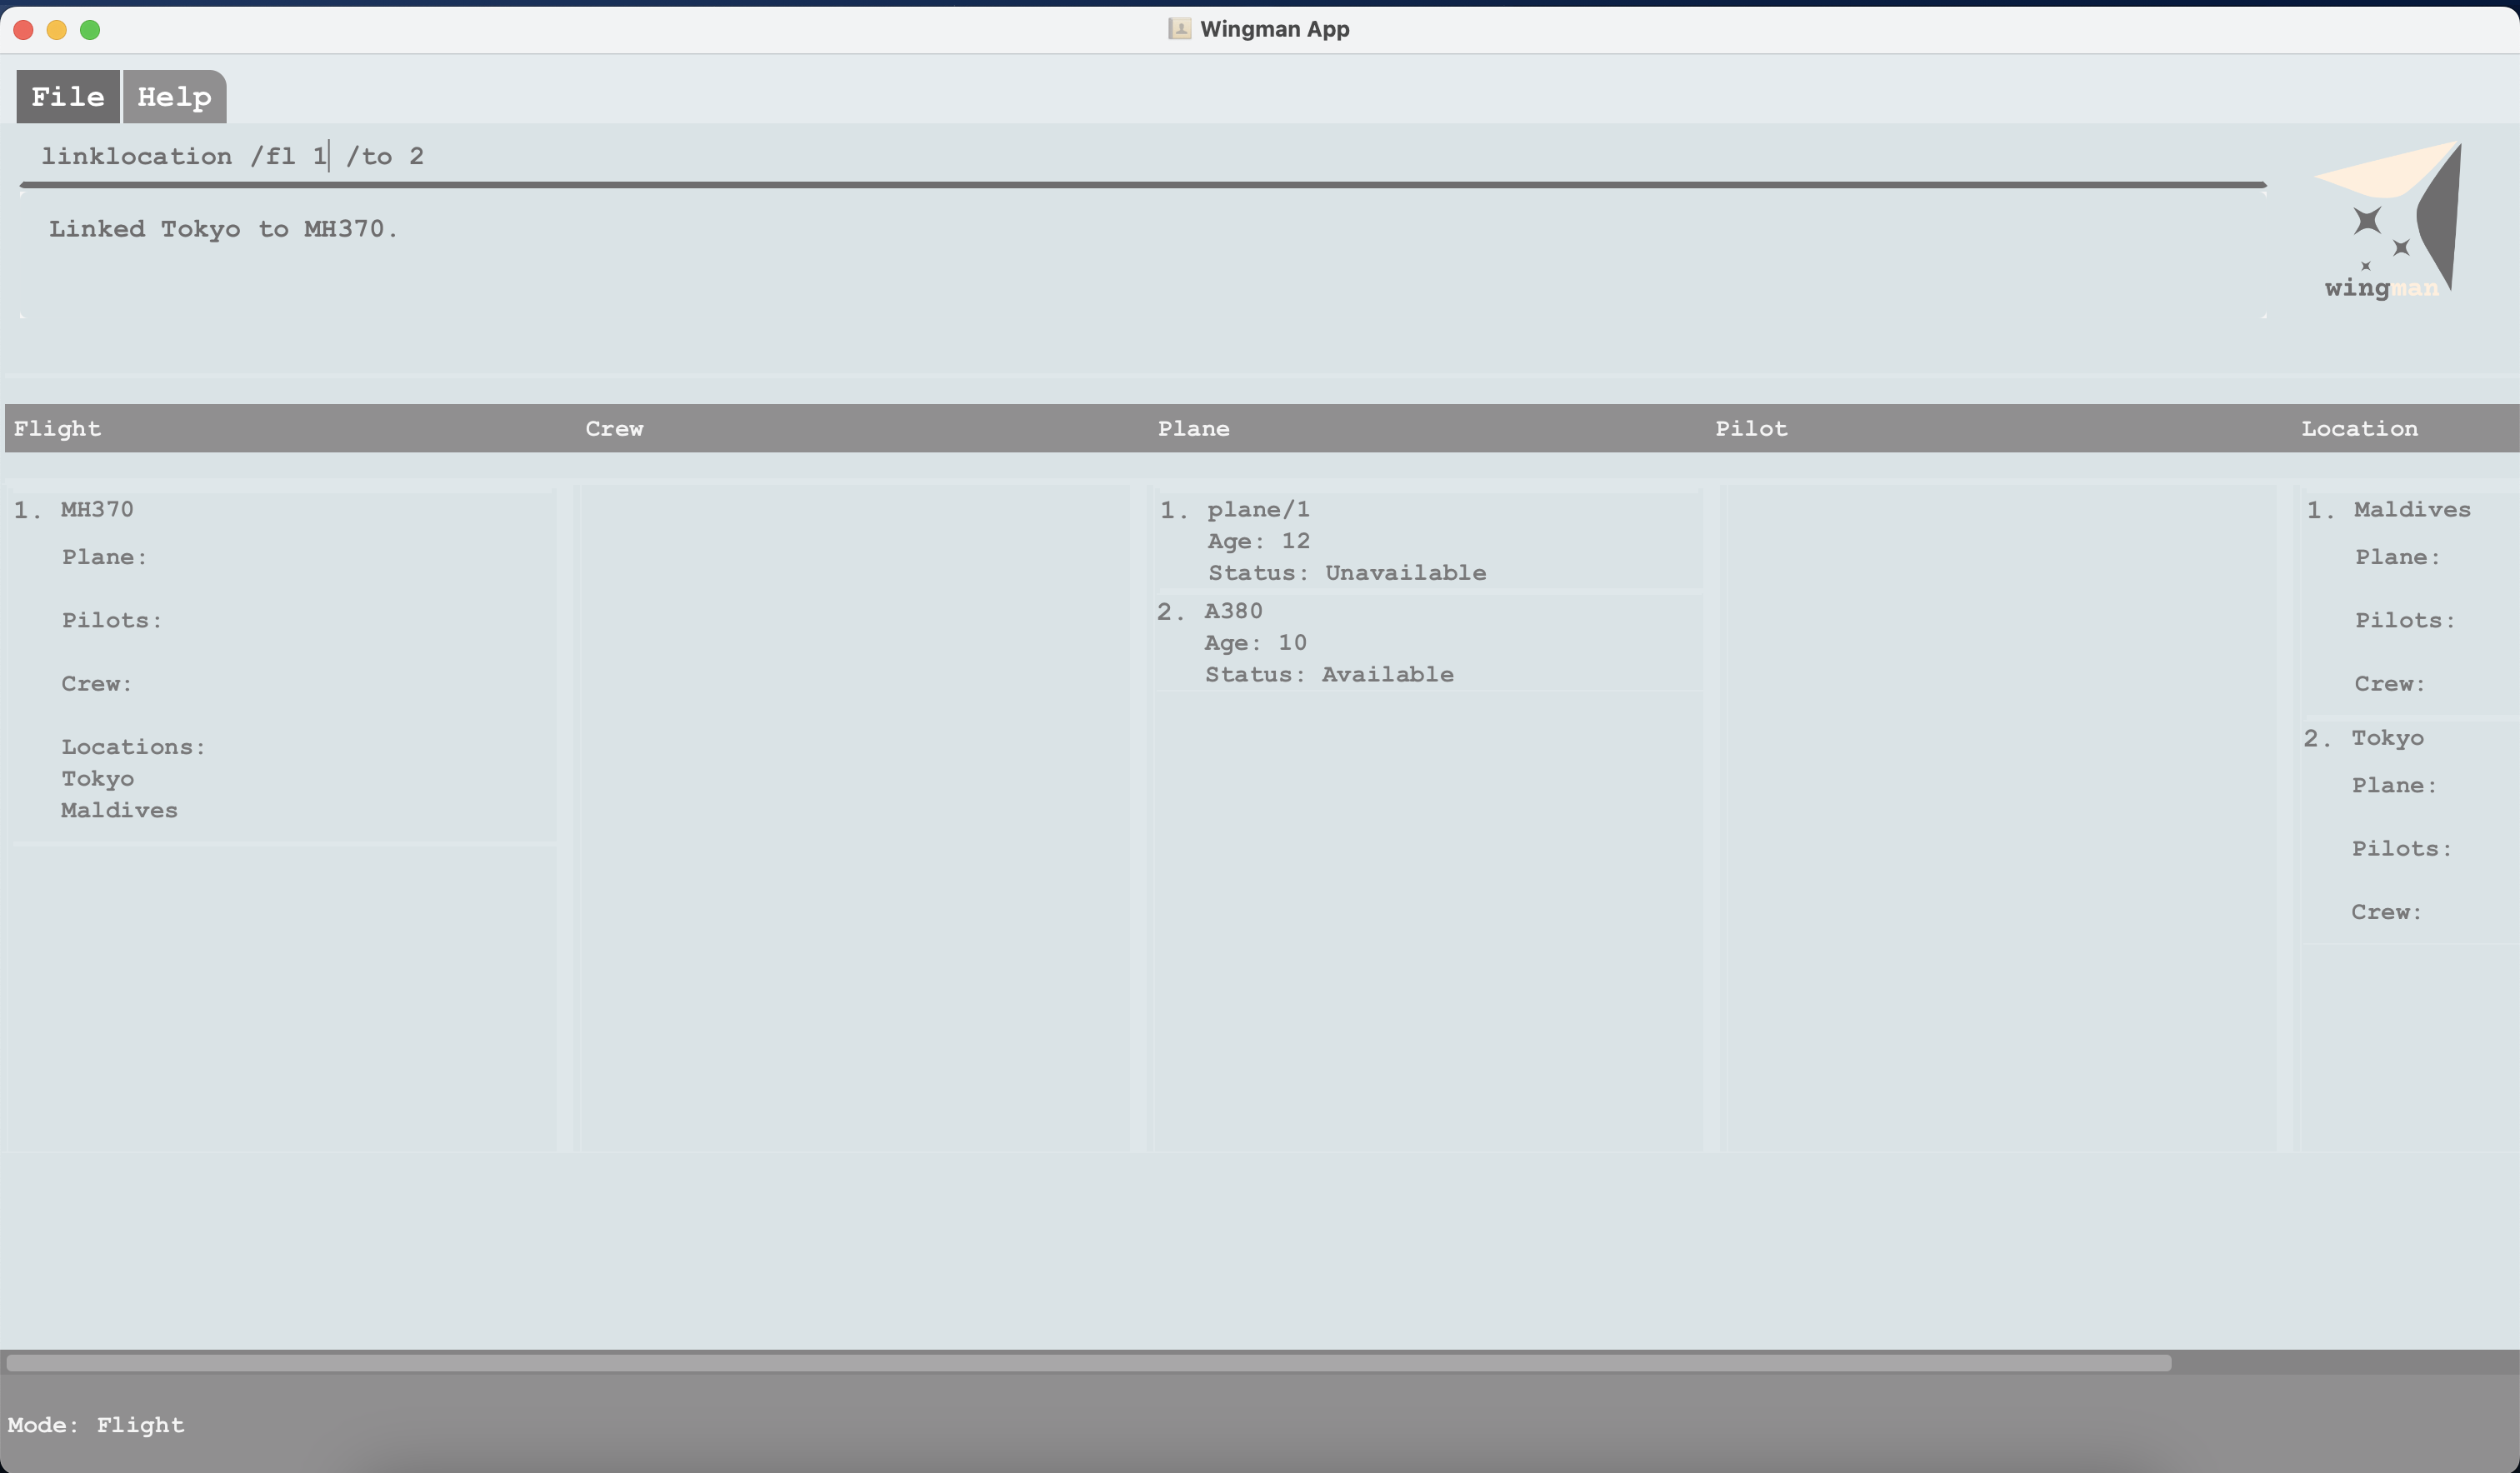 Wingman App
File Help
linklocation /fl 1 /to 2
Linked Tokyo to MH370.
wingman
Flight Crew Plane Pilot Location
1. MH370
Plane:
Pilots:
Crew:
Locations:
Tokyo
Maldives
1. plane/1
Age: 12
Status: Unavailable
2. A380
Age: 10
Status: Available
1. Maldives
Plane:
Pilots:
Crew:
2. Tokyo
Plane:
Pilots:
Crew:
Mode: Flight